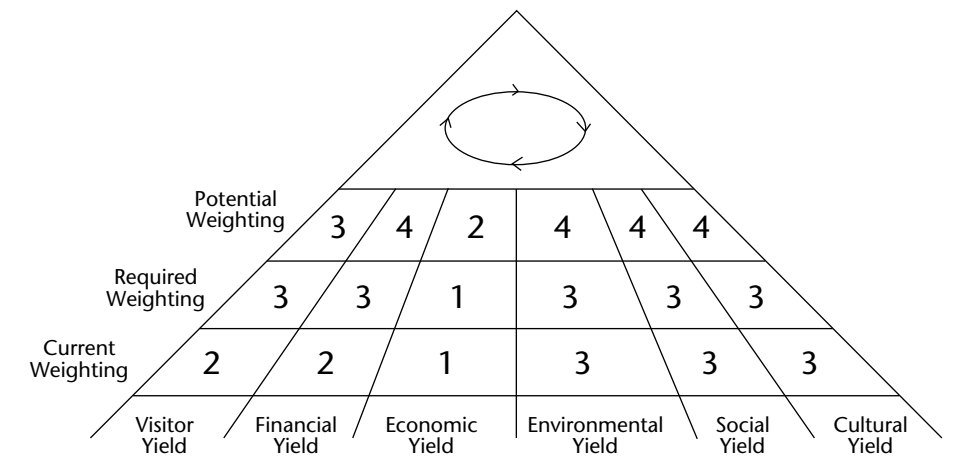 Potential
Weighting
3 4 2 4 4 4
Required
Weighting
3 3 1 3 3 3
Current
Weighting
2 2 1 3 3 3
Visitor
Yield
Financial
Yield
Economic
Yield
Environmental
Yield
Social
Yield
Cultural
Yield